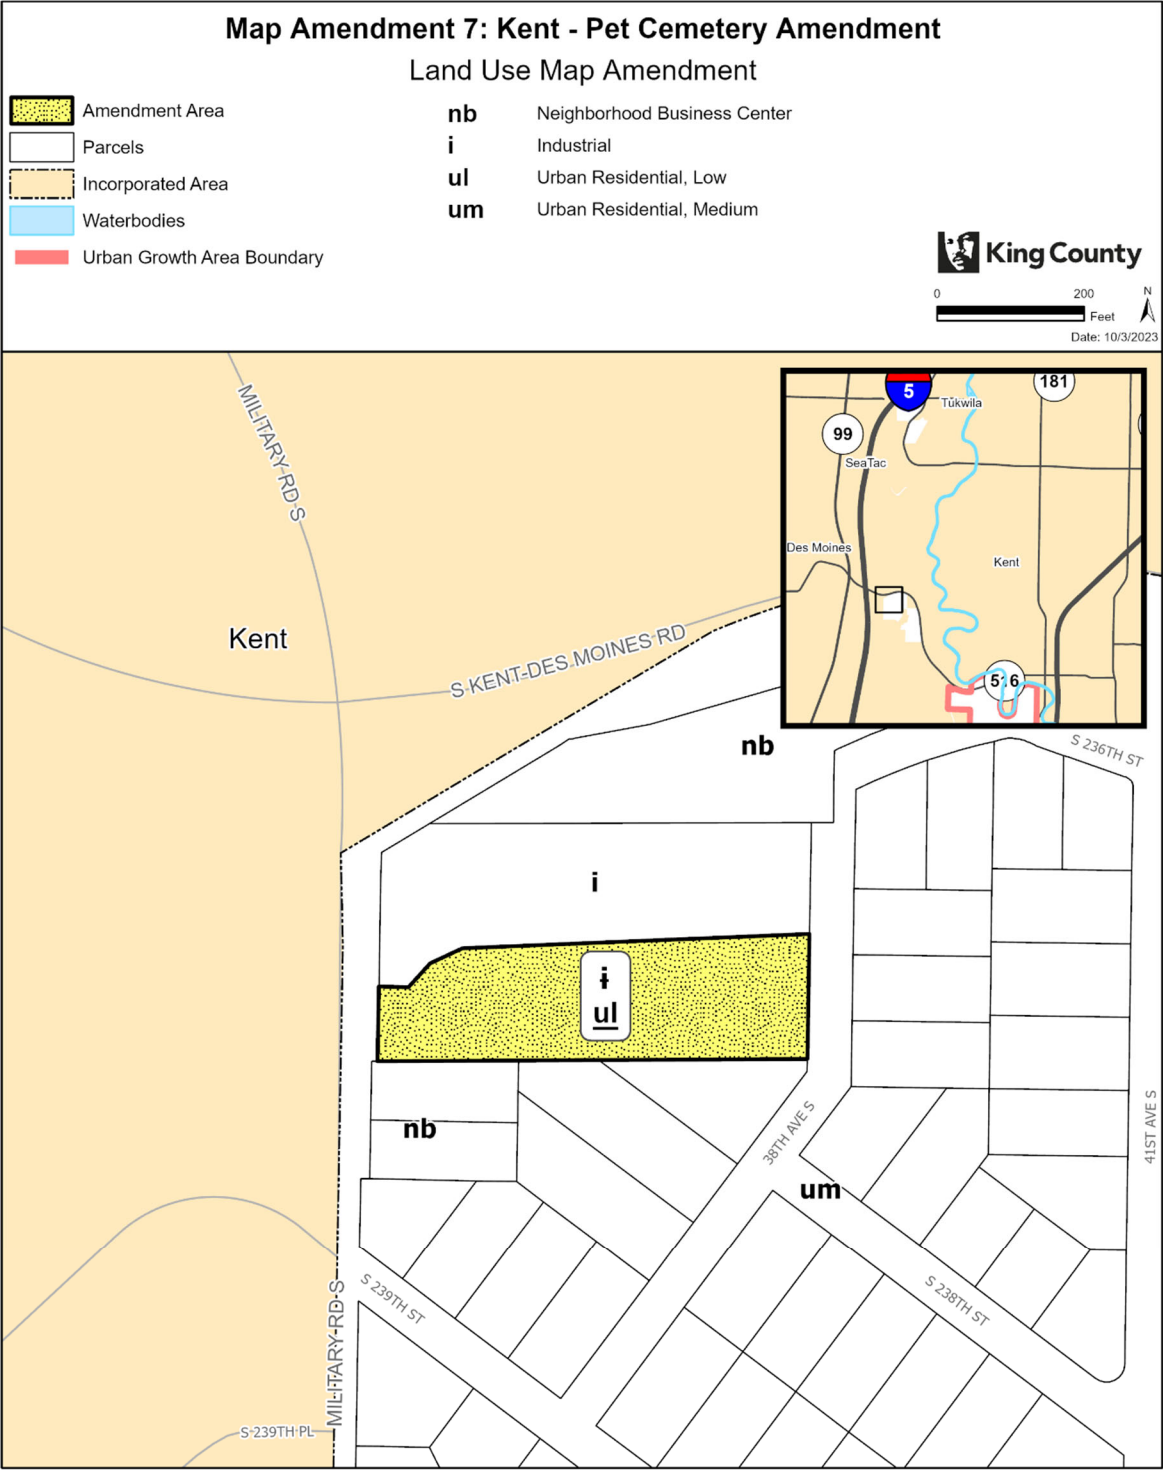 Map Amendment 7: Kent - Pet Cemetery Amendment
Land Use Map Amendment
Amendment Area
Parcels
Incorporated Area
Waterbodies
Urban Growth Area Boundary
nb Neighborhood Business Center
i Industrial
ul Urban Residential, Low
um Urban Residential, Medium
King County
0 200
Feet
N
Date: 10/3/2023
MILITARY RD S
Kent
S KENT-DES MOINES RD
5
181
Tukwila
99
SeaTac
Des Moines
Kent
516
nb
S 236TH ST
i
i
ul
nb
38TH AVE S
41ST AVE S
um
S 239TH ST
S 238TH ST
MILITARY RD S
S 239TH PL